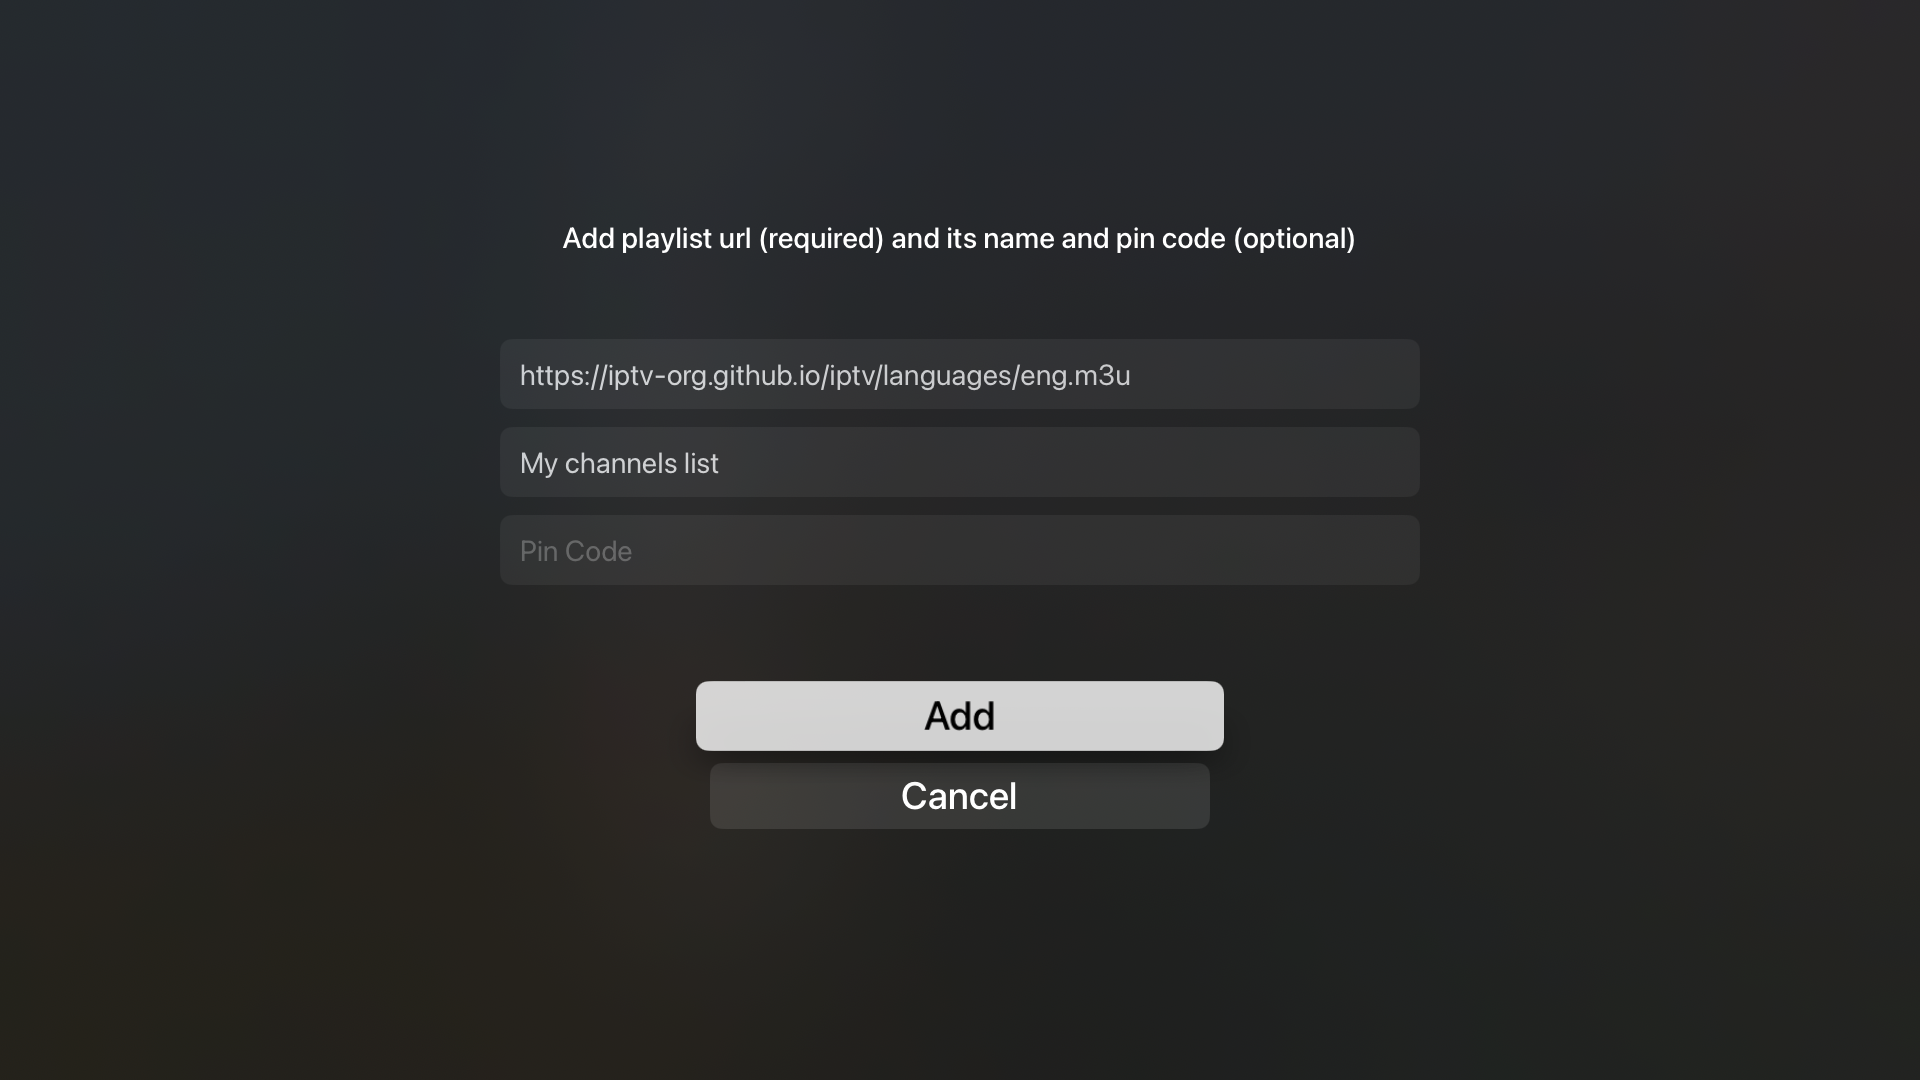 Add playlist url (required) and its name and pin code (optional)
https://iptv-org.github.io/iptv/languages/eng.m3u
My channels list
Pin Code
Add
Cancel